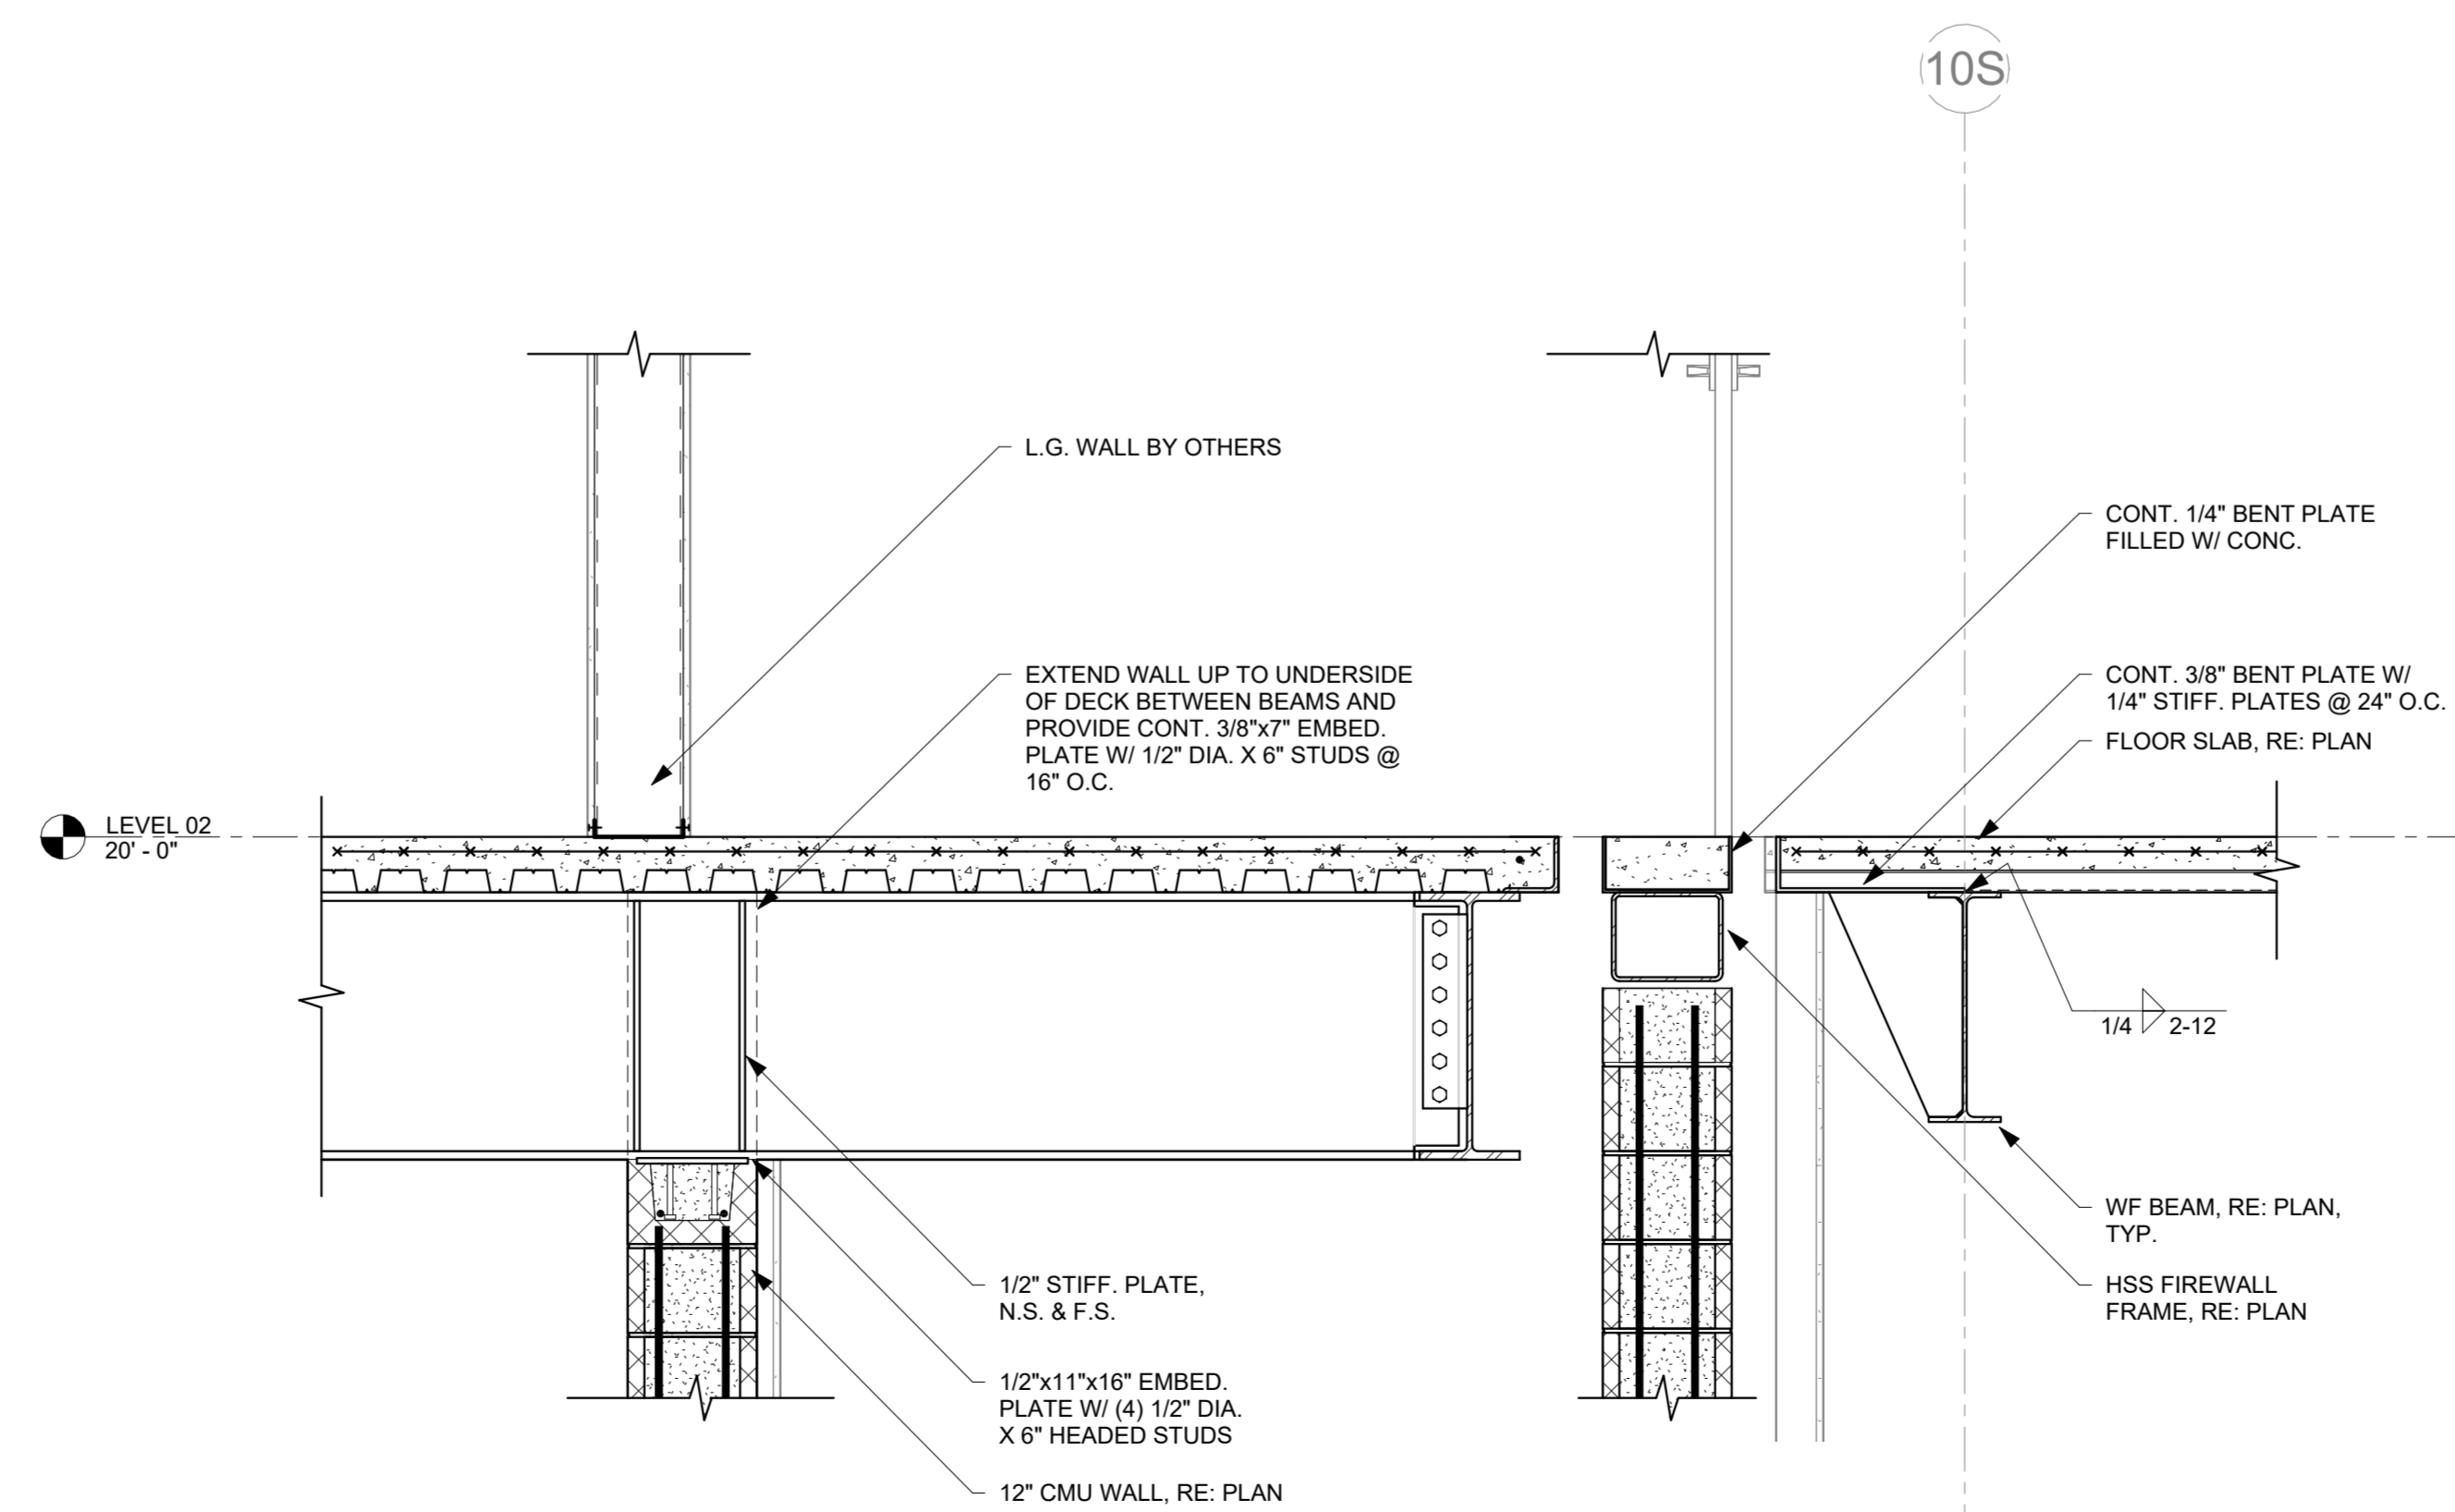 10S
L.G. WALL BY OTHERS
CONT. 1/4" BENT PLATE
FILLED W/ CONC.
EXTEND WALL UP TO UNDERSIDE
OF DECK BETWEEN BEAMS AND
PROVIDE CONT. 3/8"x7" EMBED.
PLATE W/ 1/2" DIA. X 6" STUDS @
16" O.C.
CONT. 3/8" BENT PLATE W/
1/4" STIFF. PLATES @ 24" O.C.
FLOOR SLAB, RE: PLAN
LEVEL 02
20' - 0"
1/4 2-12
WF BEAM, RE: PLAN,
TYP.
1/2" STIFF. PLATE,
N.S. & F.S.
HSS FIREWALL
FRAME, RE: PLAN
1/2"x11"x16" EMBED.
PLATE W/ (4) 1/2" DIA.
X 6" HEADED STUDS
12" CMU WALL, RE: PLAN